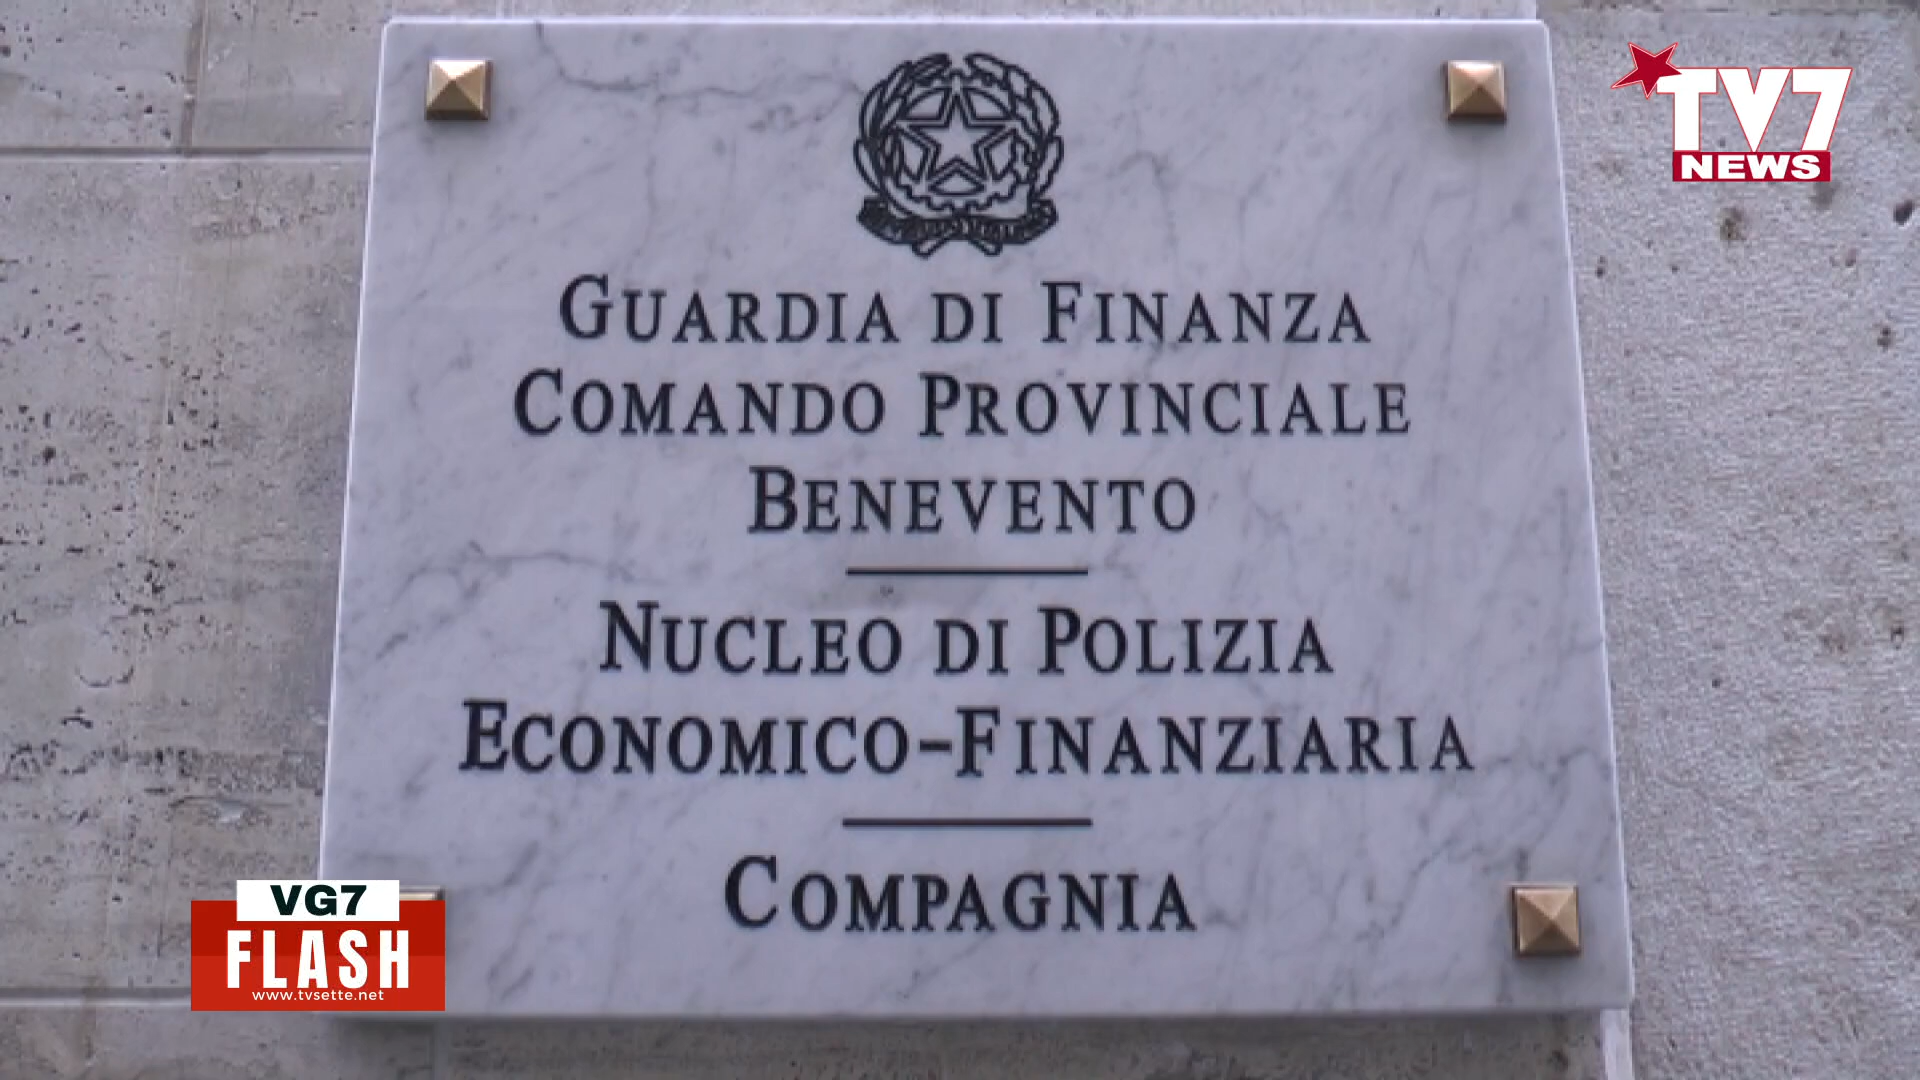 TV7
NEWS
GUARDIA DI FINANZA
COMANDO PROVINCIALE
BENEVENTO
NUCLEO DI POLIZIA
ECONOMICO-FINANZIARIA
COMPAGNIA
VG7
FLASH
www.tvsette.net